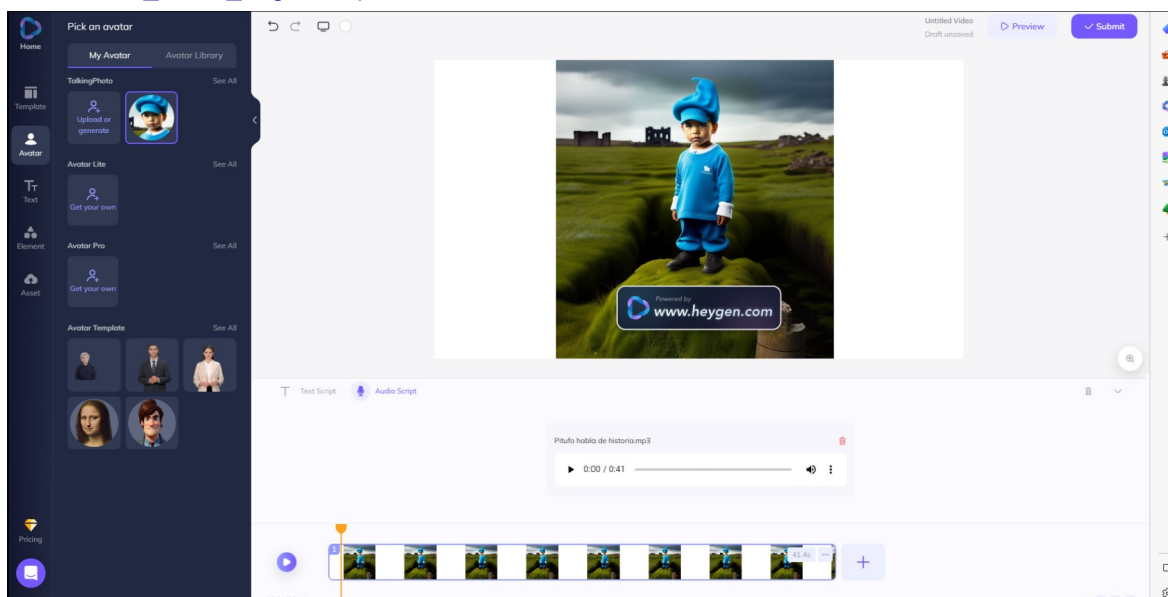 Home
Template
Avatar
Text
Element
Asset
Pricing
Pick an avatar
My Avatar
Avatar Library
TalkingPhoto
See All
Upload or
generate
Avatar Lite
See All
Get your own
Avatar Pro
See All
Get your own
Avatar Template
See All
Untitled Video
Draft unsaved
Preview
Submit
Powered by
www.heygen.com
Text Script
Audio Script
Pitufo habla de historia.mp3
0:00 / 0:41
1
41.4s